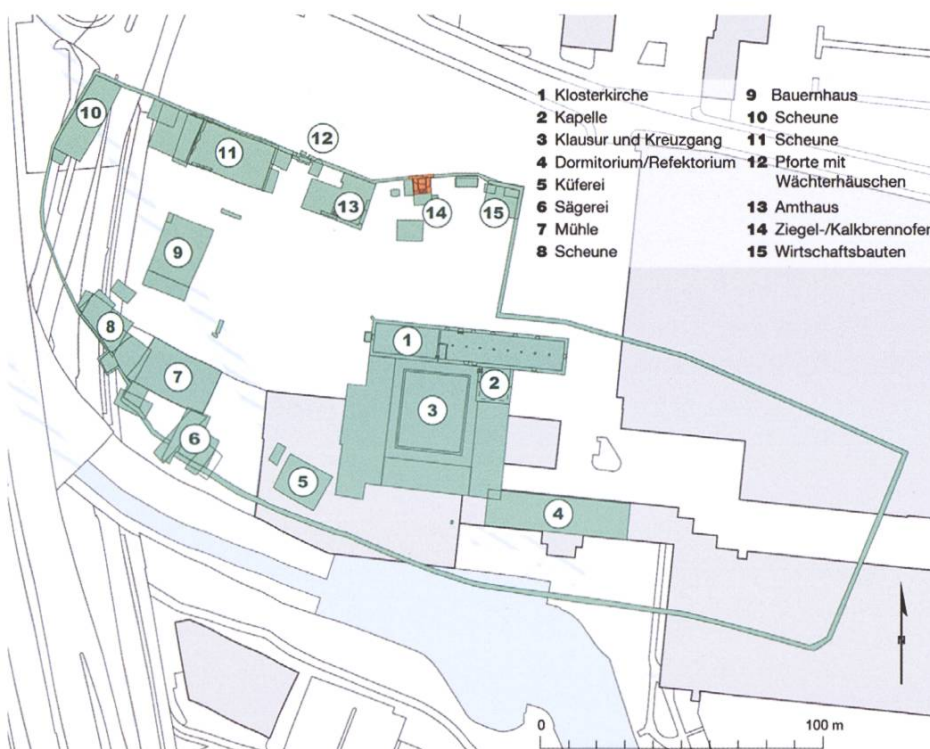 1 Klosterkirche
2 Kapelle
3 Klausur und Kreuzgang
4 Dormitorium/Refektorium
5 Küferei
6 Sägerei
7 Mühle
8 Scheune
9 Bauernhaus
10 Scheune
11 Scheune
12 Pforte mit
Wächterhäuschen
13 Amthaus
14 Ziegel-/Kalkbrennofen
15 Wirtschaftsbauten
10
12
11
13
14
15
9
8
1
7
2
3
6
5
4
N
0 100 m